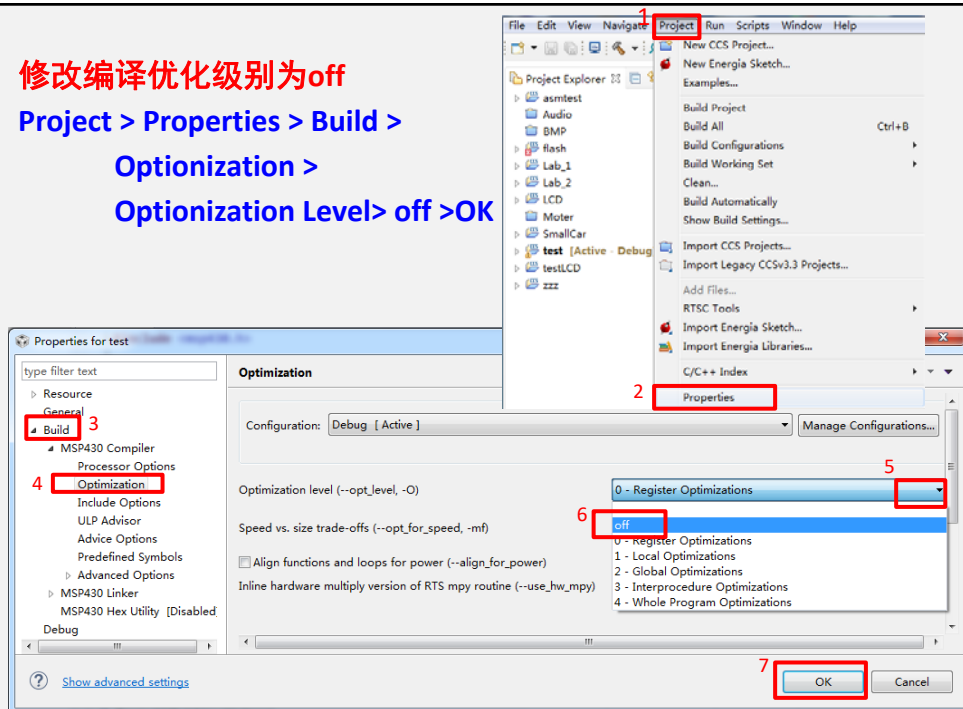 修改编译优化级别为off
Project > Properties > Build >
Optionization >
Optionization Level> off >OK
1
File Edit View Navigate Project Run Scripts Window Help
New CCS Project...
New Energia Sketch...
Examples...
Build Project
Build All Ctrl+B
Build Configurations
Build Working Set
Clean...
Build Automatically
Show Build Settings...
Import CCS Projects...
Import Legacy CCSv3.3 Projects...
Add Files...
RTSC Tools
Import Energia Sketch...
Import Energia Libraries...
C/C++ Index
2
Properties
Project Explorer
asmtest
Audio
BMP
flash
Lab_1
Lab_2
LCD
Moter
SmallCar
test [Active - Debug
testLCD
zzz
Properties for test
type filter text
Resource
General
Build
3
MSP430 Compiler
Processor Options
4
Optimization
Include Options
ULP Advisor
Advice Options
Predefined Symbols
Advanced Options
MSP430 Linker
MSP430 Hex Utility [Disabled
Debug
Optimization
Configuration: Debug [ Active ]
Manage Configurations...
5
Optimization level (--opt_level, -O)
0 - Register Optimizations
6
Speed vs. size trade-offs (--opt_for_speed, -mf)
off
0 - Register Optimizations
1 - Local Optimizations
2 - Global Optimizations
3 - Interprocedure Optimizations
4 - Whole Program Optimizations
Align functions and loops for power (--align_for_power)
Inline hardware multiply version of RTS mpy routine (--use_hw_mpy)
Show advanced settings
7
OK
Cancel